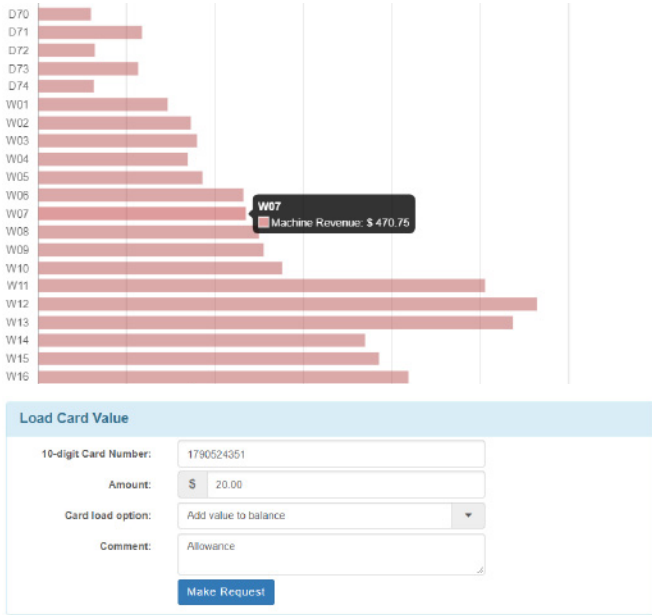 D70
D71
D72
D73
D74
W01
W02
W03
W04
W05
W06
W07
W07
Machine Revenue: $ 470.75
W08
W09
W10
W11
W12
W13
W14
W15
W16
Load Card Value
10-digit Card Number: 1790524351
Amount: $ 20.00
Card load option: Add value to balance
Comment: Allowance
Make Request